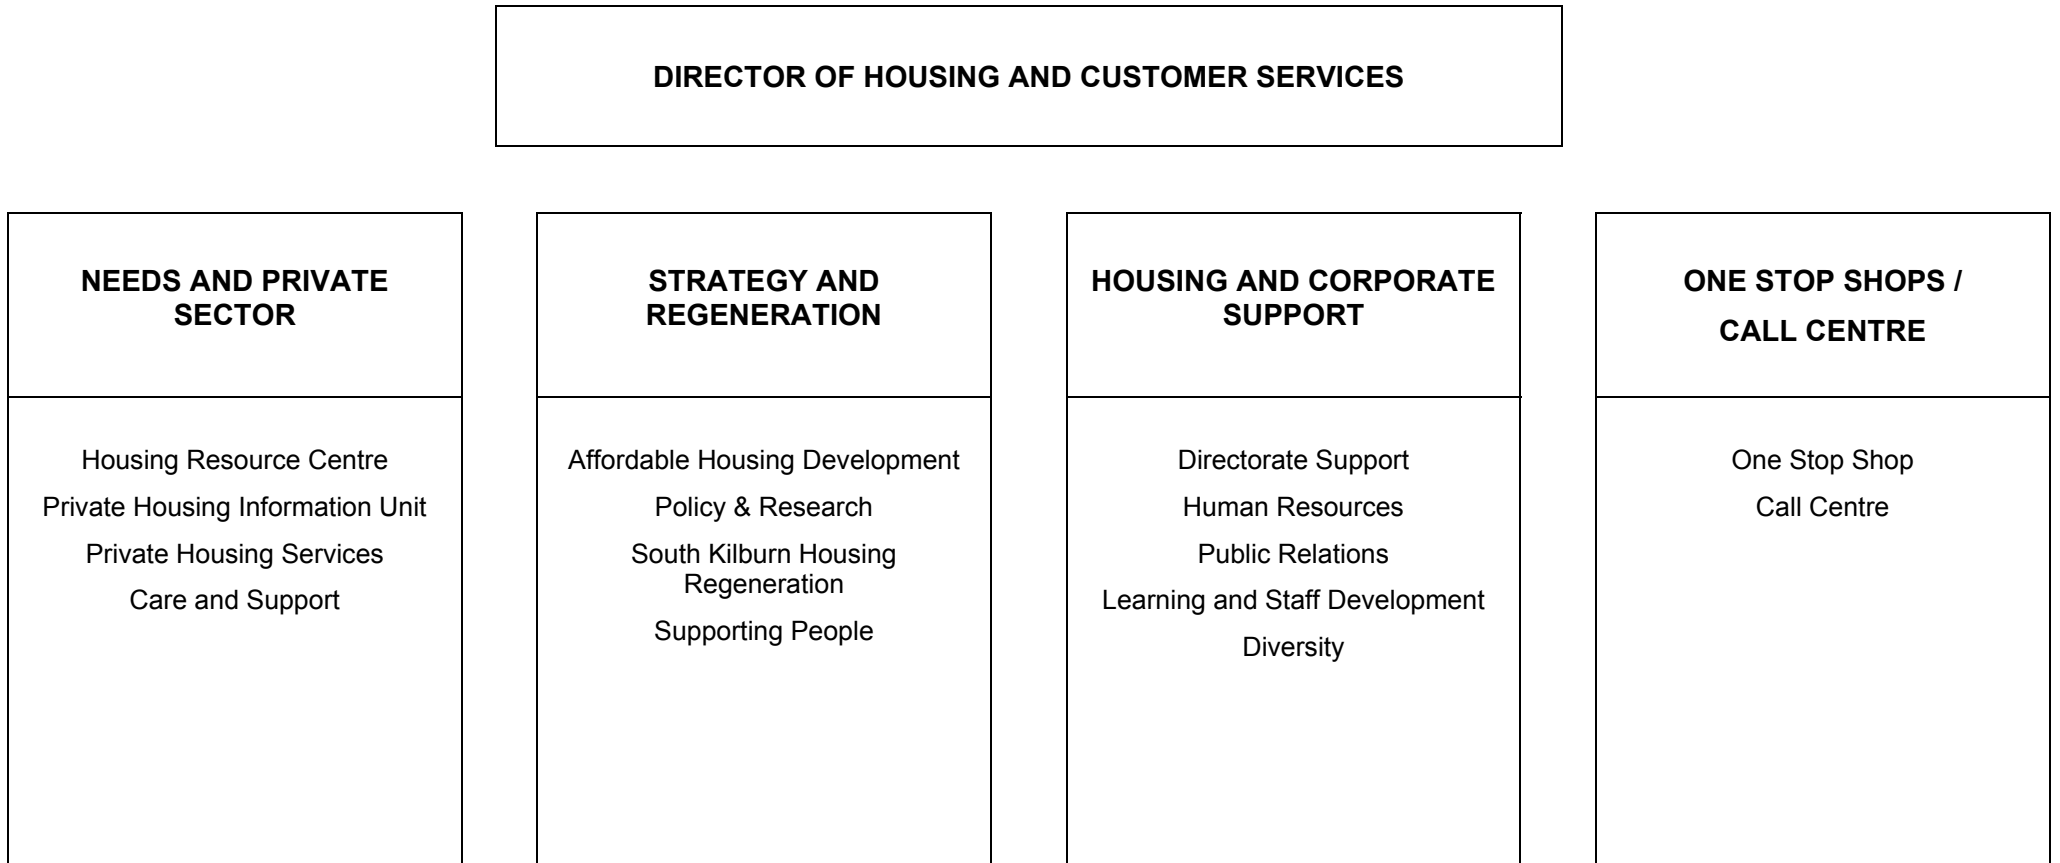 DIRECTOR OF HOUSING AND CUSTOMER SERVICES
NEEDS AND PRIVATE
SECTOR
Housing Resource Centre
Private Housing Information Unit
Private Housing Services
Care and Support
STRATEGY AND
REGENERATION
Affordable Housing Development
Policy & Research
South Kilburn Housing
Regeneration
Supporting People
HOUSING AND CORPORATE
SUPPORT
Directorate Support
Human Resources
Public Relations
Learning and Staff Development
Diversity
ONE STOP SHOPS /
CALL CENTRE
One Stop Shop
Call Centre